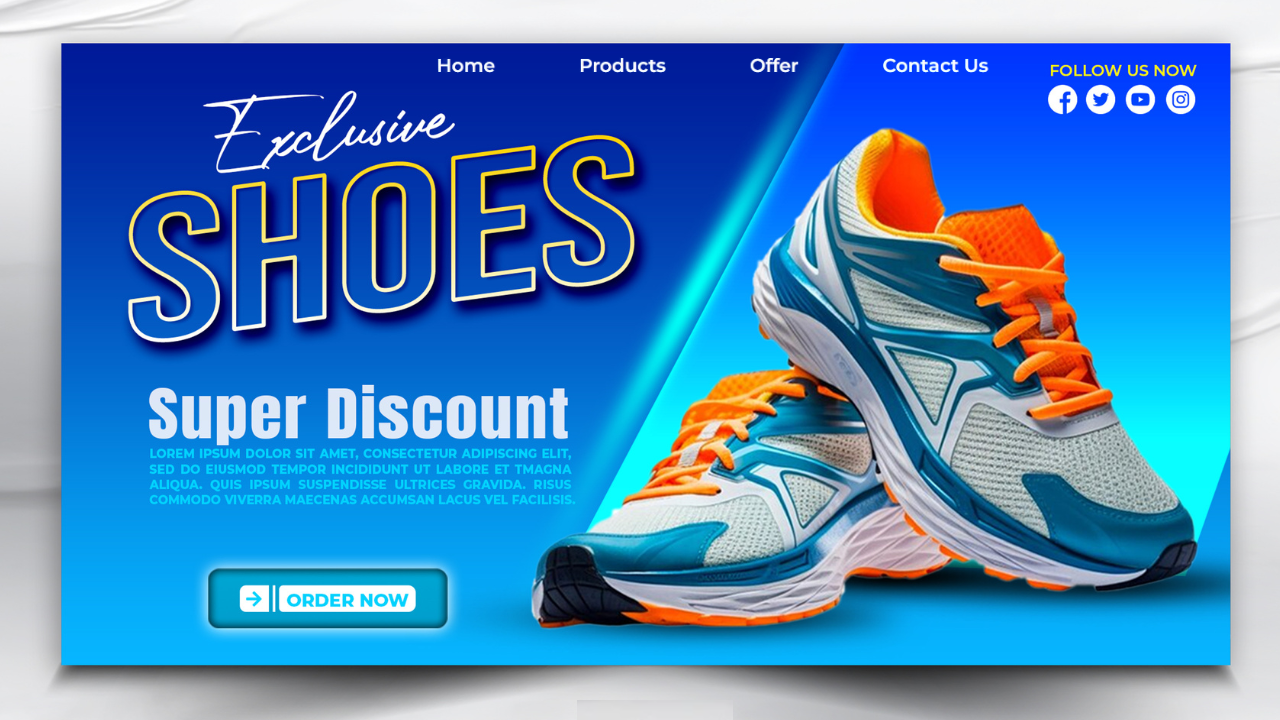 Home Products Offer Contact Us
FOLLOW US NOW
Exclusive
SHOES
Super Discount
LOREM IPSUM DOLOR SIT AMET, CONSECTETUR ADIPISCING ELIT,
SED DO EIUSMOD TEMPOR INCIDIDUNT UT LABORE ET TMAGNA
ALIQUA. QUIS IPSUM SUSPENDISSE ULTRICES GRAVIDA. RISUS
COMMODO VIVERRA MAECENAS ACCUMSAN LACUS VEL FACILISIS.
ORDER NOW